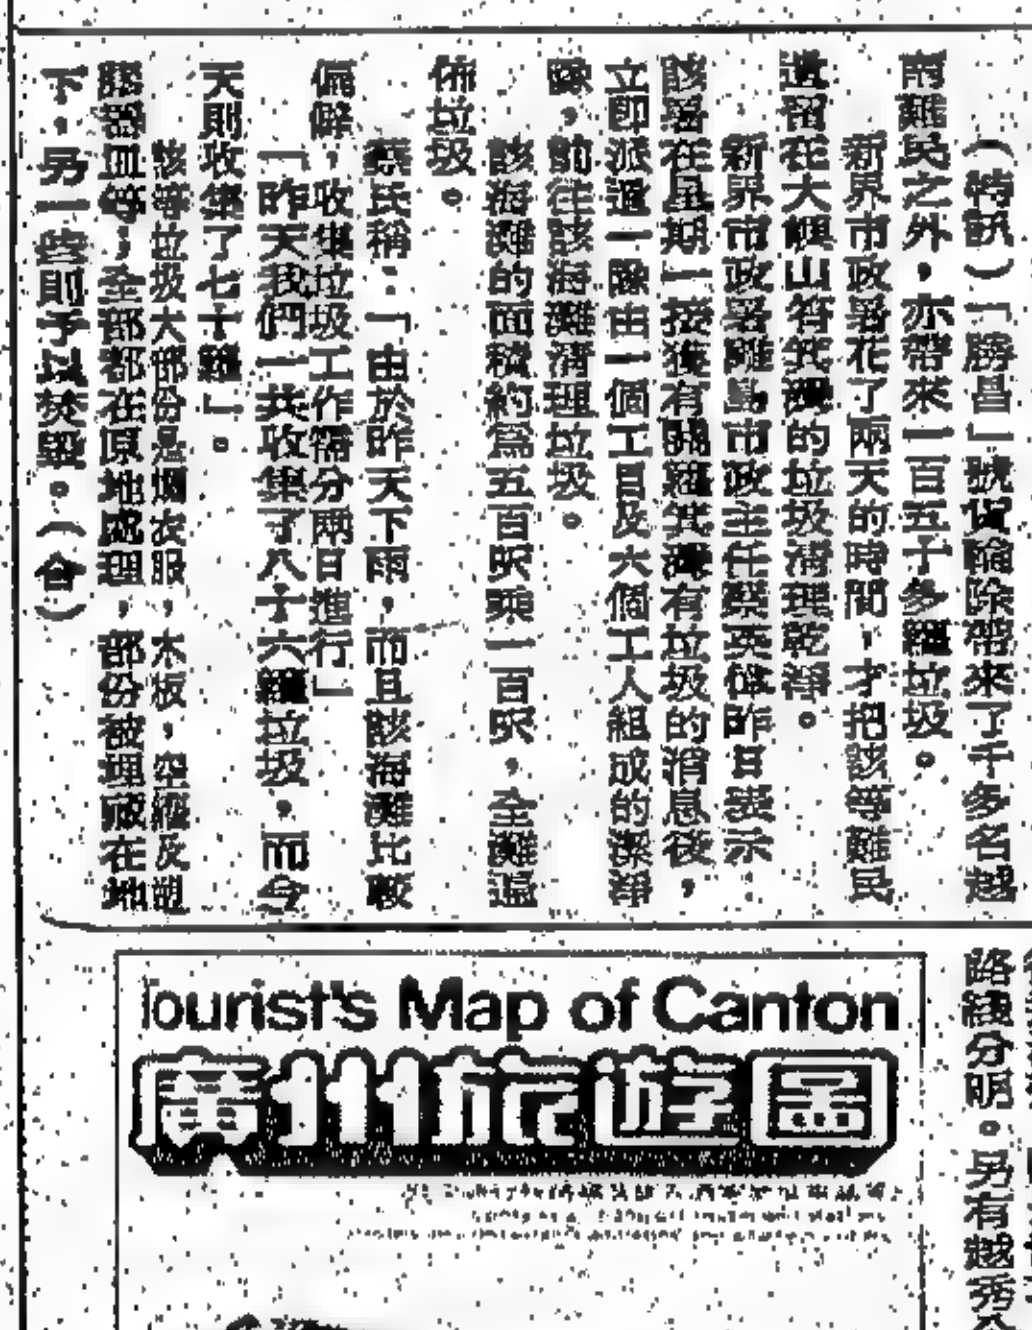 (特訊)「勝昌」號貨輪除帶來了千多名越
南難民之外，亦帶來一百五十多籮垃圾。
新界市政署花了兩天的時間，才把該等難民
遺留在大嶼山笞箕灣的垃圾清理乾淨。
新界市政署離島市政主任蔡英 昨日表示
該署在星期一接獲有關 箕灣有垃圾的消息後，
立即派遣一隊由一個工目及六個工人組成的潔淨
隊，前往該海灘清理垃圾。
該海灘的面積約為五百呎乘一百呎，全灘遍
佈垃圾。
蔡氏稱：「由於昨天下雨，而且該海灘比較
偏僻，收集垃圾工作需分兩日進行」
「昨天我們一共收集了八十六籮垃圾，而今
天則收集了七十籮」。
該等垃圾大部份是爛衣服，木板，空罐及塑
膠器皿等，全部都在原地處理，部份被埋藏在地
下，另一些則予以焚毀。(合)
路綫分明。另有越秀公
Tourist's Map of Canton
廣州旅遊圖